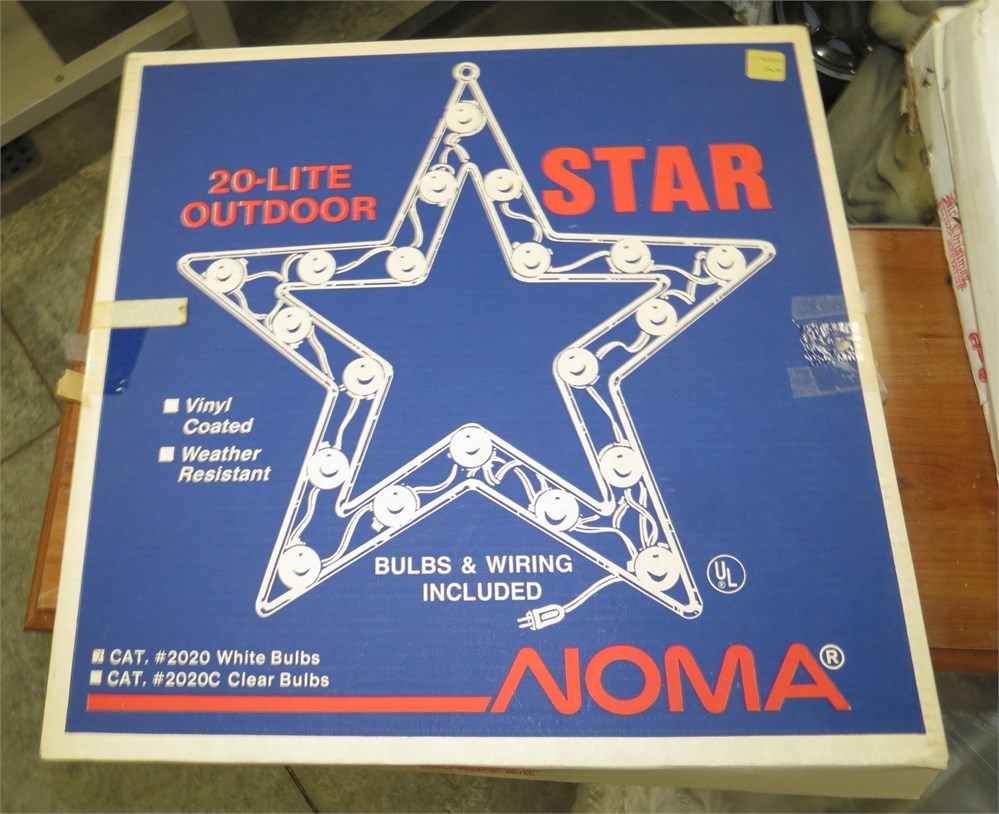 20-LITE
OUTDOOR
STAR
Vinyl
Coated
Weather
Resistant
BULBS & WIRING
INCLUDED
UL
®
CAT. #2020 White Bulbs
CAT. #2020C Clear Bulbs
NOMA®